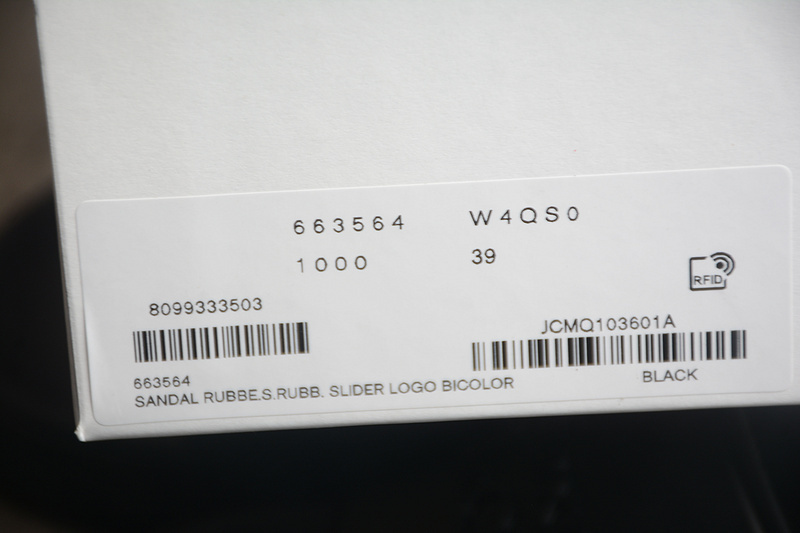 663564 W4QS0
1000 39
RFID
8099333503 JCMQ103601A
663564
SANDAL RUBBE.S.RUBB. SLIDER LOGO BICOLOR BLACK